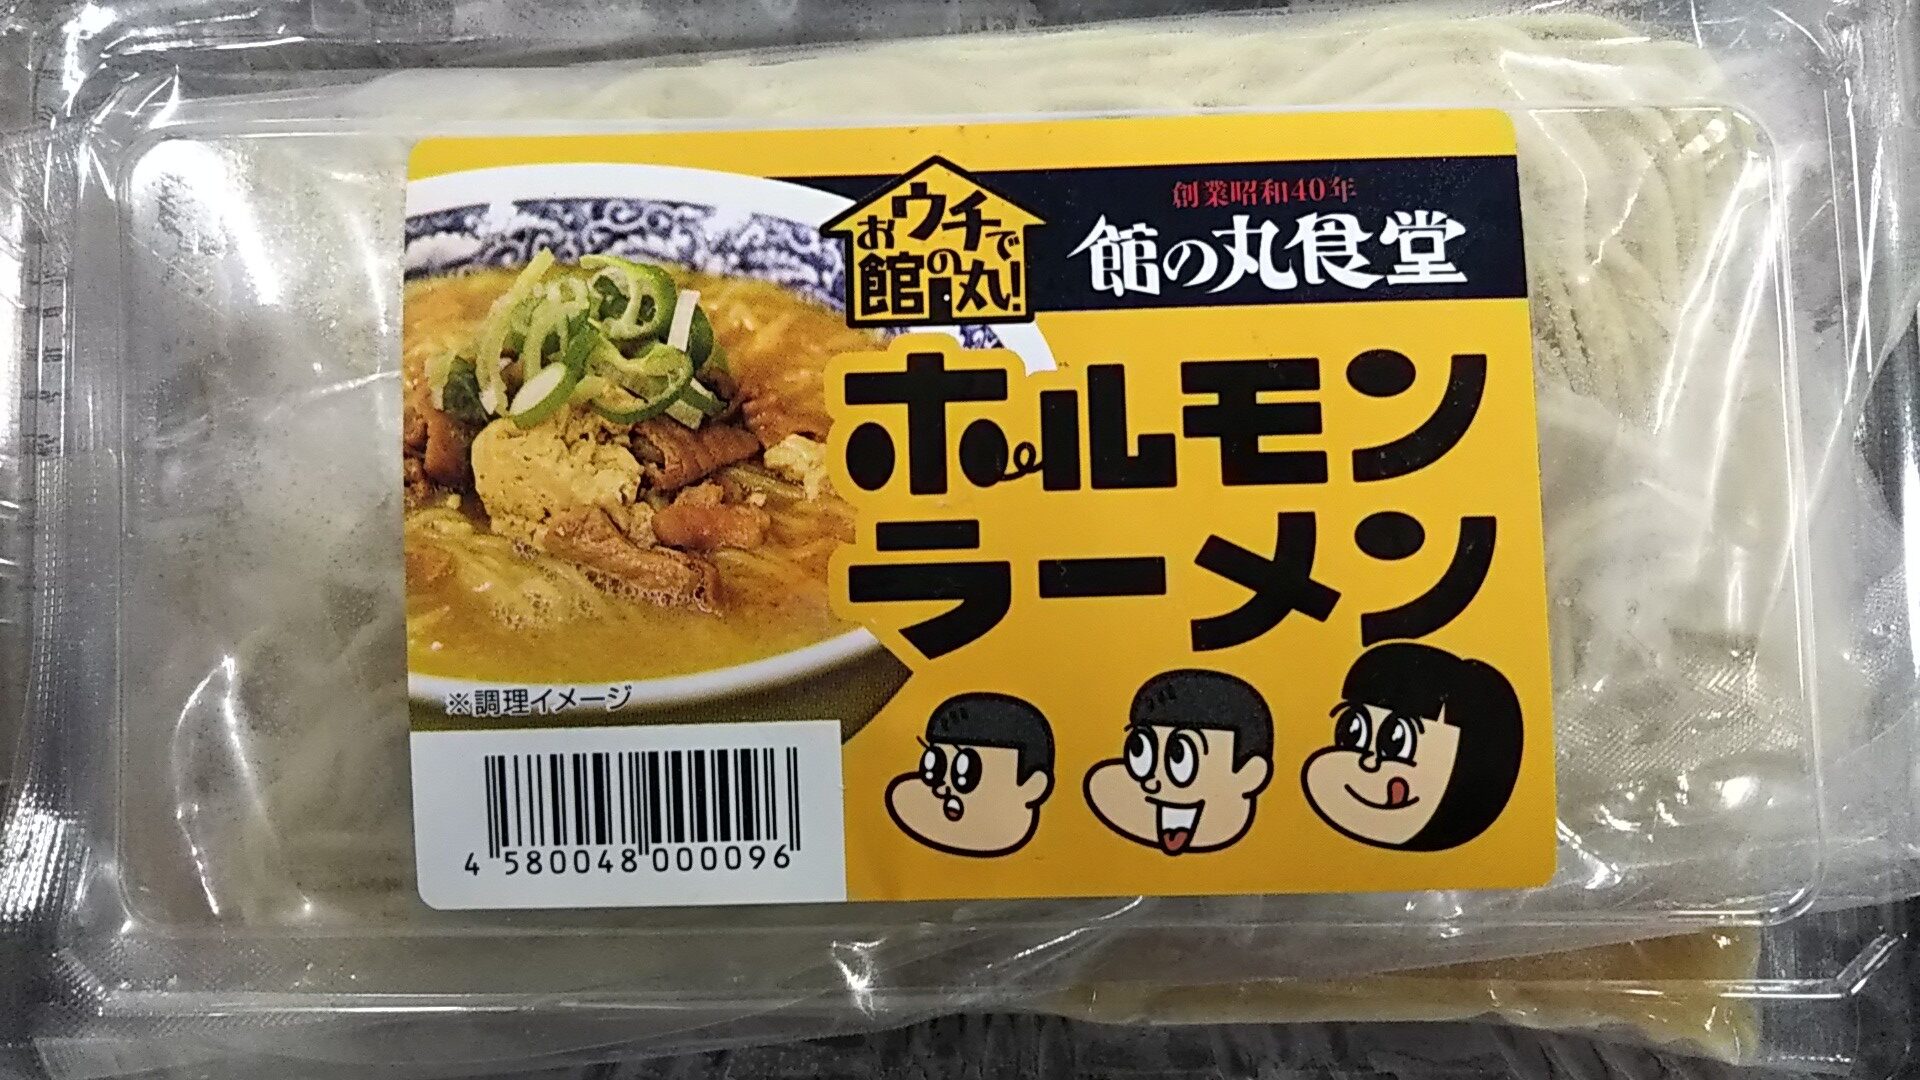 おウチで
館の丸!
創業昭和40年
館の丸食堂
ホルモン
ラーメン
※調理イメージ
4 580048 000096